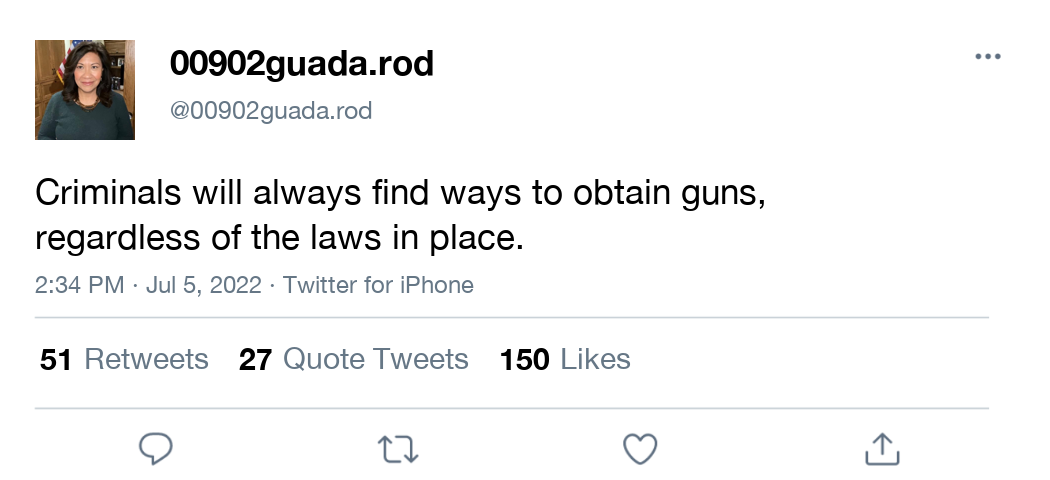 00902guada.rod
@00902guada.rod
Criminals will always find ways to obtain guns,
regardless of the laws in place.
2:34 PM · Jul 5, 2022 · Twitter for iPhone
51 Retweets 27 Quote Tweets 150 Likes